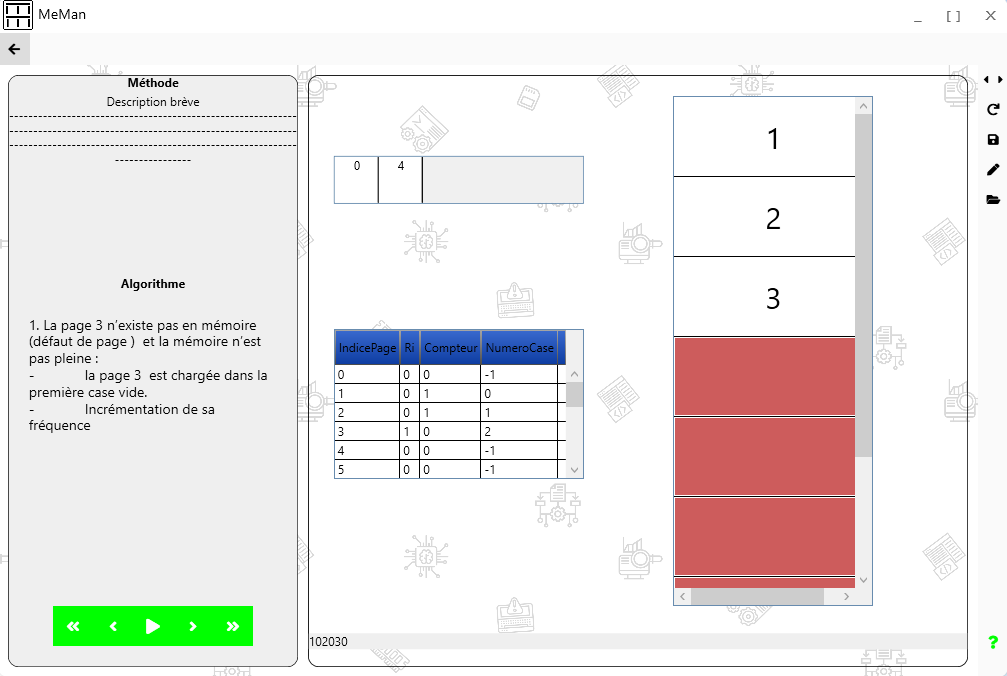 MeMan
Méthode
Description brève
Algorithme
1. La page 3 n'existe pas en mémoire
(défaut de page ) et la mémoire n'est
pas pleine :
- la page 3 est chargée dans la
première case vide.
- Incrémentation de sa
fréquence
0 4
IndicePage Ri Compteur NumeroCase
0 0 0 -1
1 0 1 0
2 0 1 1
3 1 0 2
4 0 0 -1
5 0 0 -1
1
2
3
102030
?